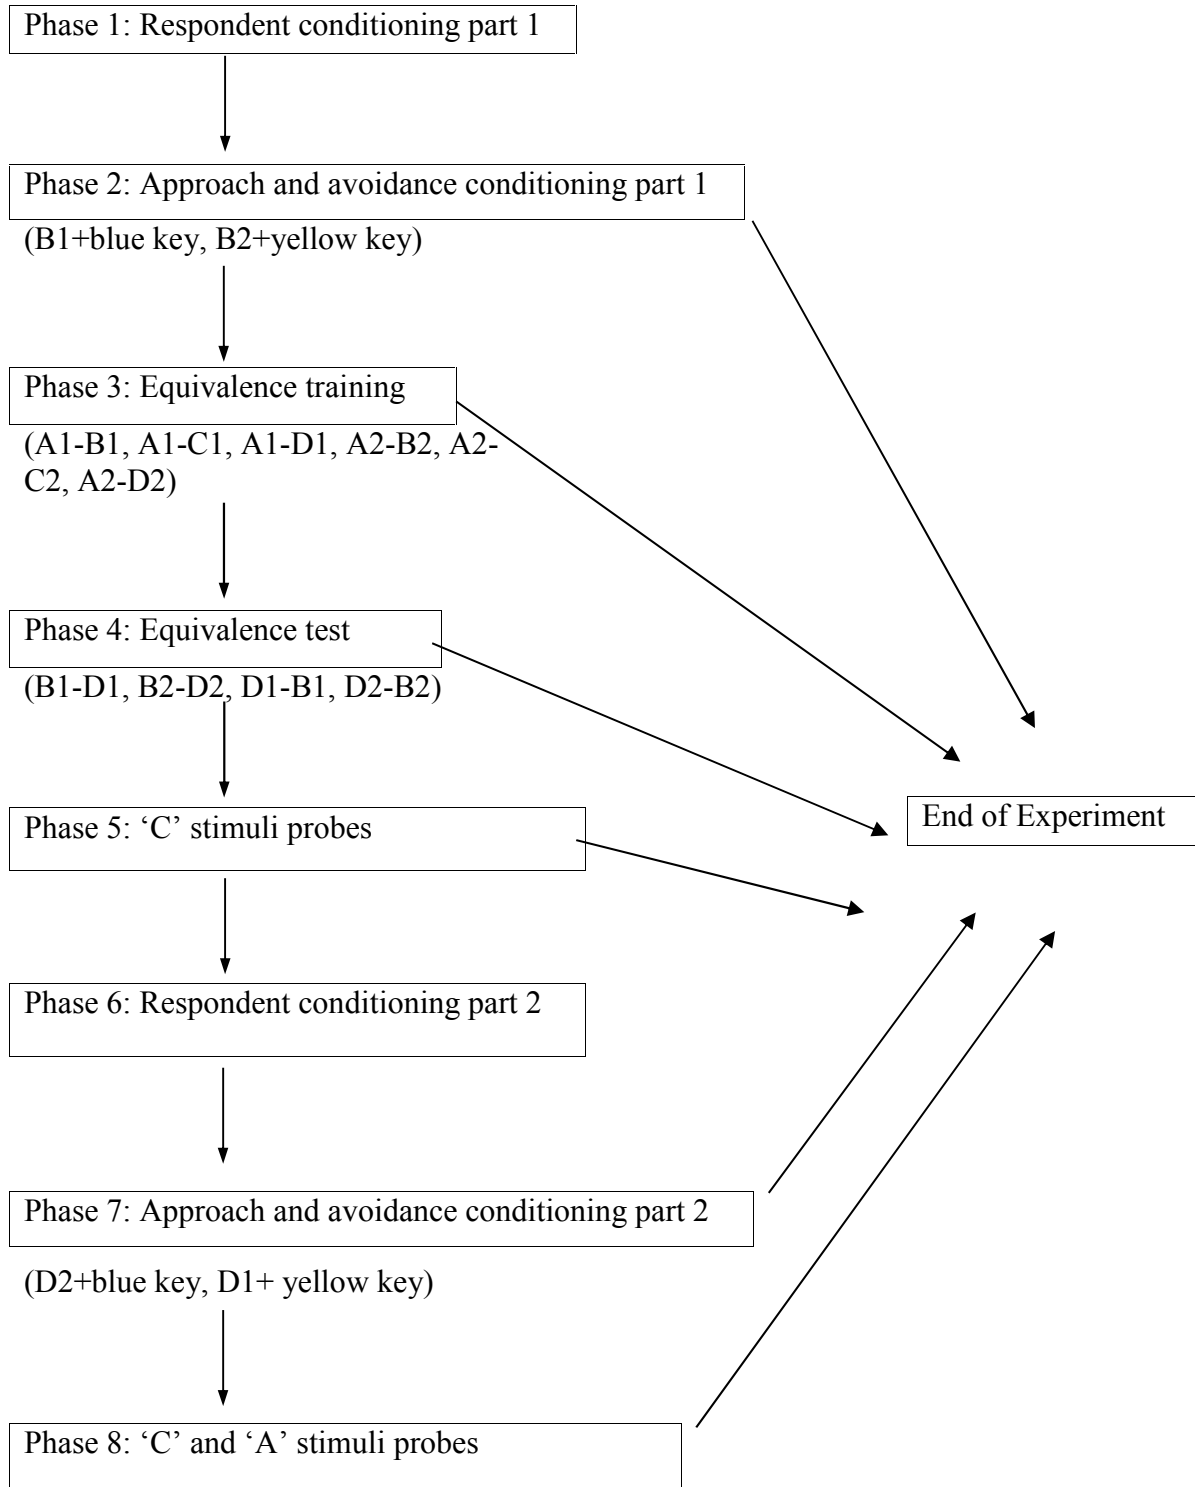 Phase 1: Respondent conditioning part 1
Phase 2: Approach and avoidance conditioning part 1
(B1+blue key, B2+yellow key)
Phase 3: Equivalence training
(A1-B1, A1-C1, A1-D1, A2-B2, A2-
C2, A2-D2)
Phase 4: Equivalence test
(B1-D1, B2-D2, D1-B1, D2-B2)
Phase 5: ‘C’ stimuli probes
End of Experiment
Phase 6: Respondent conditioning part 2
Phase 7: Approach and avoidance conditioning part 2
(D2+blue key, D1+ yellow key)
Phase 8: ‘C’ and ‘A’ stimuli probes